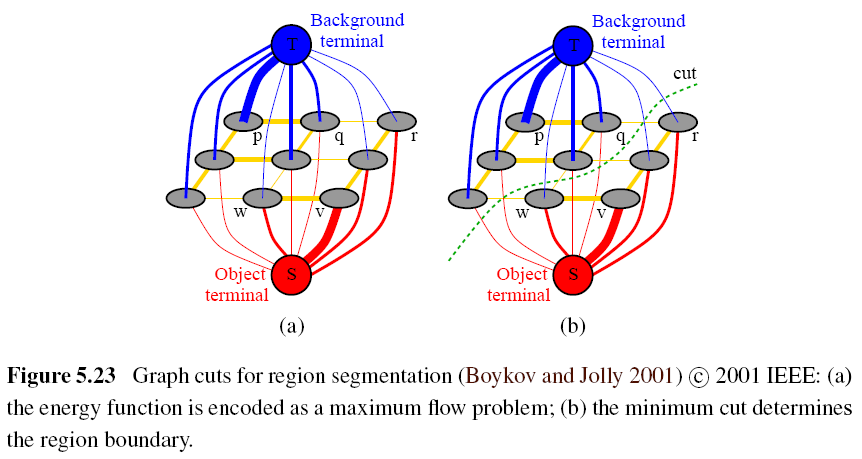 Background
terminal
T
p
q
r
w
v
Object
terminal
S
(a)
Background
terminal
T
cut
p
q
r
w
v
Object
terminal
S
(b)
Figure 5.23 Graph cuts for region segmentation (Boykov and Jolly 2001) © 2001 IEEE: (a)
the energy function is encoded as a maximum flow problem; (b) the minimum cut determines
the region boundary.